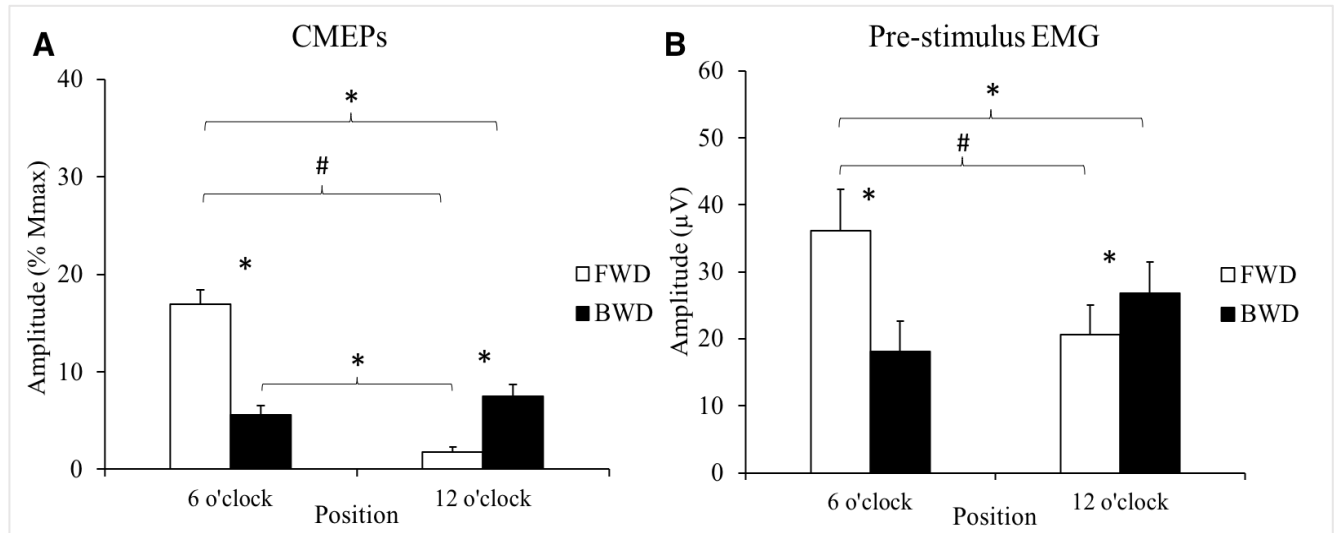 A
CMEPs
40
30
20
10
0
Amplitude (% Mmax)
*
#
*
*
*
FWD
BWD
6 o'clock
12 o'clock
Position
B
Pre-stimulus EMG
60
50
40
30
20
10
0
Amplitude (µV)
*
#
*
*
FWD
BWD
6 o'clock
12 o'clock
Position